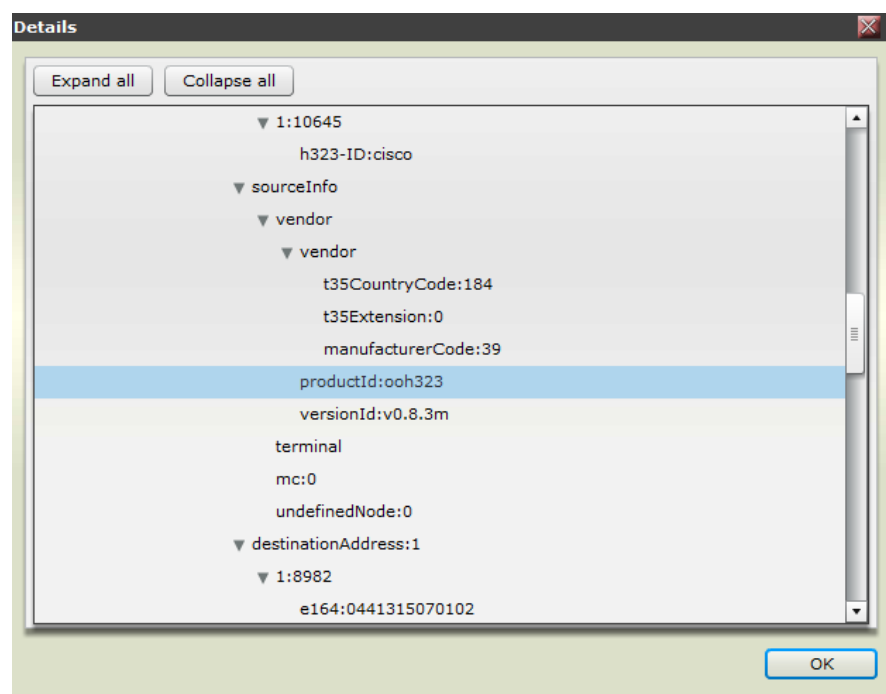 Details
Expand all
Collapse all
1:10645
h323-ID:cisco
sourceInfo
vendor
vendor
t35CountryCode:184
t35Extension:0
manufacturerCode:39
productId:ooh323
versionId:v0.8.3m
terminal
mc:0
undefinedNode:0
destinationAddress:1
1:8982
e164:0441315070102
OK